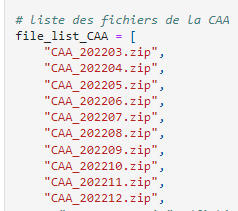 # liste des fichiers de la CAA
file_list_CAA = [
"CAA_202203.zip",
"CAA_202204.zip",
"CAA_202205.zip",
"CAA_202206.zip",
"CAA_202207.zip",
"CAA_202208.zip",
"CAA_202209.zip",
"CAA_202210.zip",
"CAA_202211.zip",
"CAA_202212.zip",